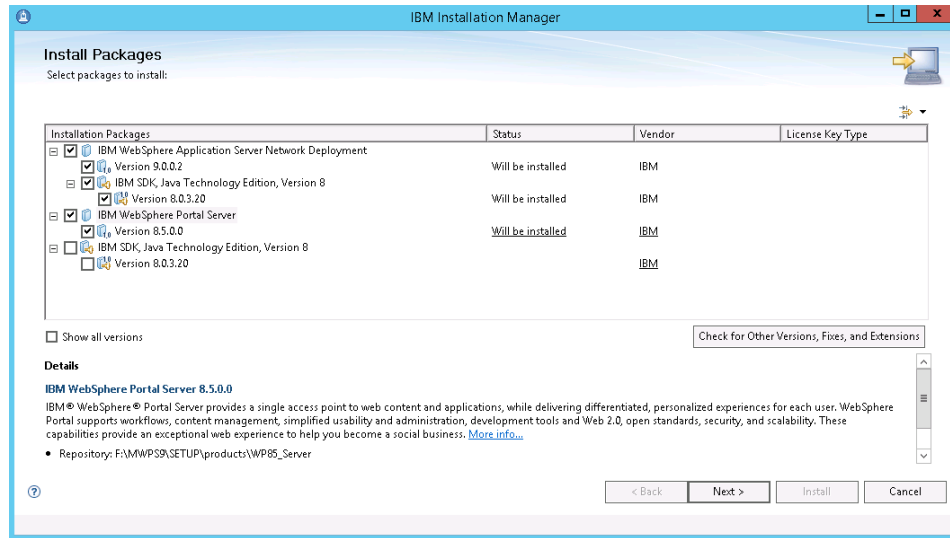 IBM Installation Manager
Install Packages
Select packages to install:
Installation Packages Status Vendor License Key Type
IBM WebSphere Application Server Network Deployment
Version 9.0.0.2 Will be installed IBM
IBM SDK, Java Technology Edition, Version 8
Version 8.0.3.20 Will be installed IBM
IBM WebSphere Portal Server
Version 8.5.0.0 Will be installed IBM
IBM SDK, Java Technology Edition, Version 8
Version 8.0.3.20 IBM
Show all versions Check for Other Versions, Fixes, and Extensions
Details
IBM WebSphere Portal Server 8.5.0.0
IBM® WebSphere® Portal Server provides a single access point to web content and applications, while delivering differentiated, personalized experiences for each user. WebSphere
Portal supports workflows, content management, simplified usability and administration, development tools and Web 2.0, open standards, security, and scalability. These
capabilities provide an exceptional web experience to help you become a social business. More info...
• Repository: F:\MWPS9\SETUP\products\WP85_Server
? < Back Next > Install Cancel